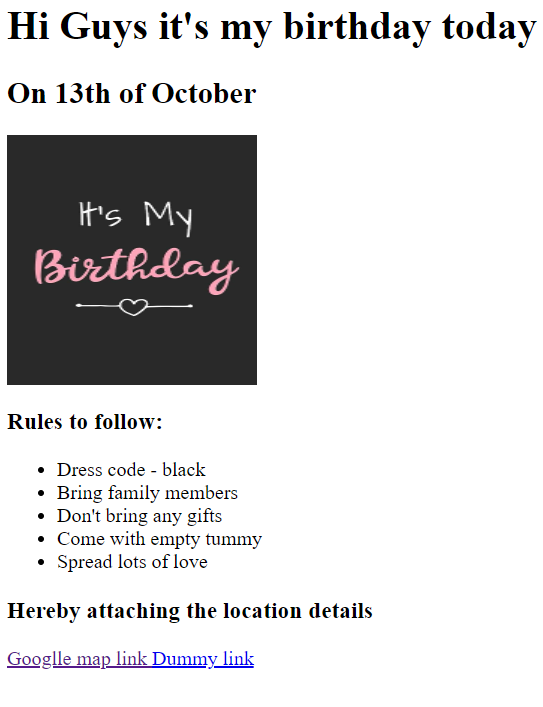 Hi Guys it's my birthday today
On 13th of October
It's My
Birthday
Rules to follow:
Dress code - black
Bring family members
Don't bring any gifts
Come with empty tummy
Spread lots of love
Hereby attaching the location details
Googlle map link Dummy link